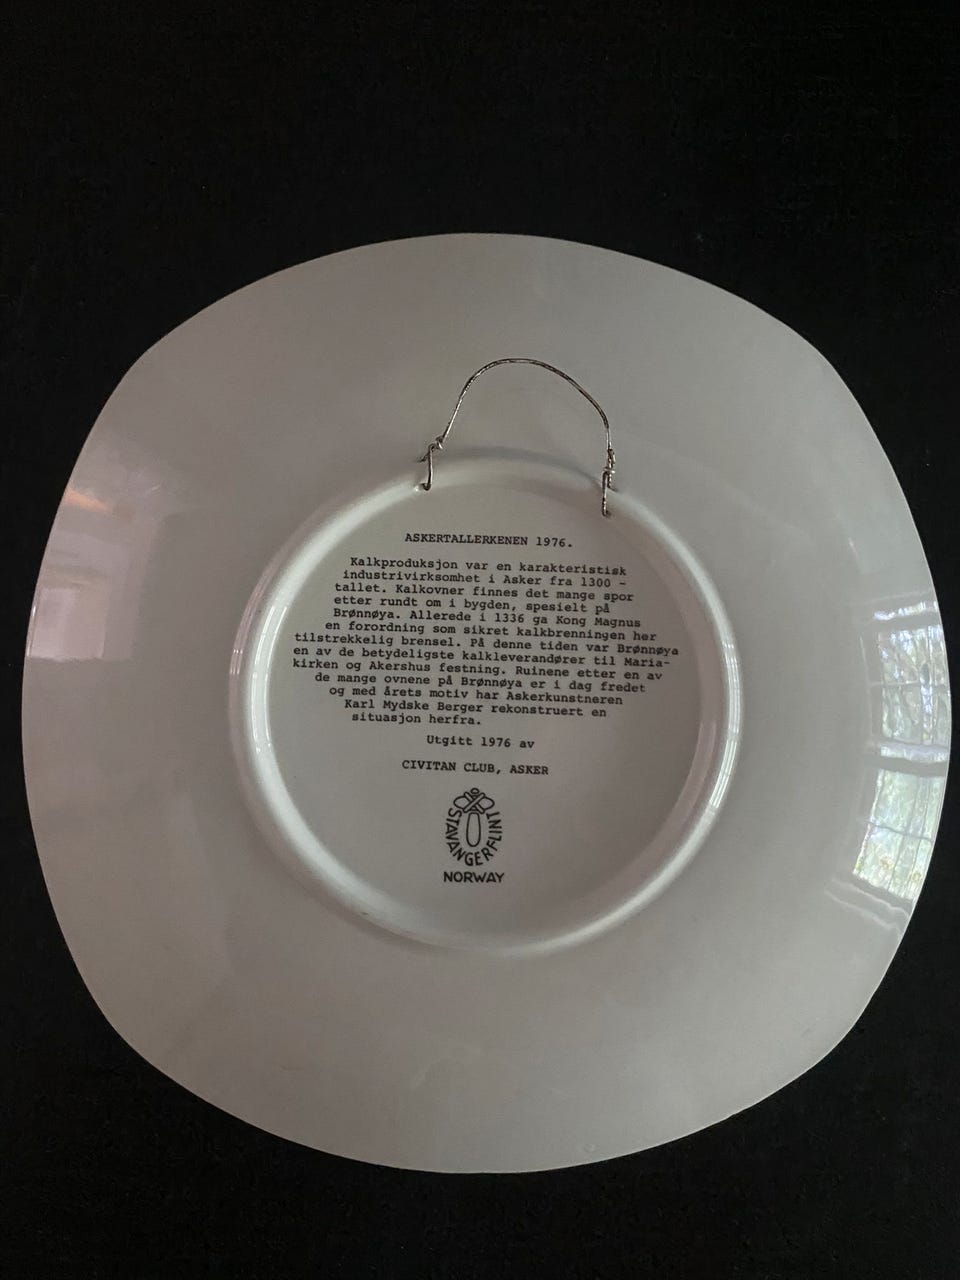 ASKERTALLERKENEN 1976.
Kalkproduksjon var en karakteristisk
industrivirksomhet i Asker fra 1300 -
tallet. Kalkovner finnes det mange spor
etter rundt om i bygden, spesielt på
Brønnøya. Allerede i 1336 ga Kong Magnus
en forordning som sikret kalkbrenningen her
tilstrekkelig brensel. På denne tiden var Brønnøya
en av de betydeligste kalkleverandører til Maria-
kirken og Akershus festning. Ruinene etter en av
de mange ovnene på Brønnøya er i dag fredet
og med årets motiv har Askerkunstneren
Karl Mydske Berger rekonstruert en
situasjon herfra.
Utgitt 1976 av
CIVITAN CLUB, ASKER
STAVANGERFLINT
NORWAY